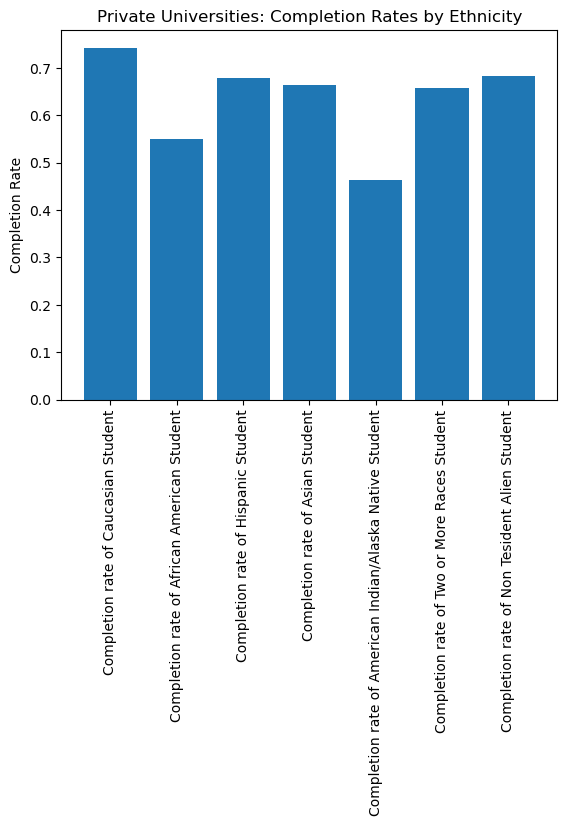 Private Universities: Completion Rates by Ethnicity
Completion Rate
0.7
0.6
0.5
0.4
0.3
0.2
0.1
0.0
Completion rate of Caucasian Student
Completion rate of African American Student
Completion rate of Hispanic Student
Completion rate of Asian Student
Completion rate of American Indian/Alaska Native Student
Completion rate of Two or More Races Student
Completion rate of Non Tesident Alien Student